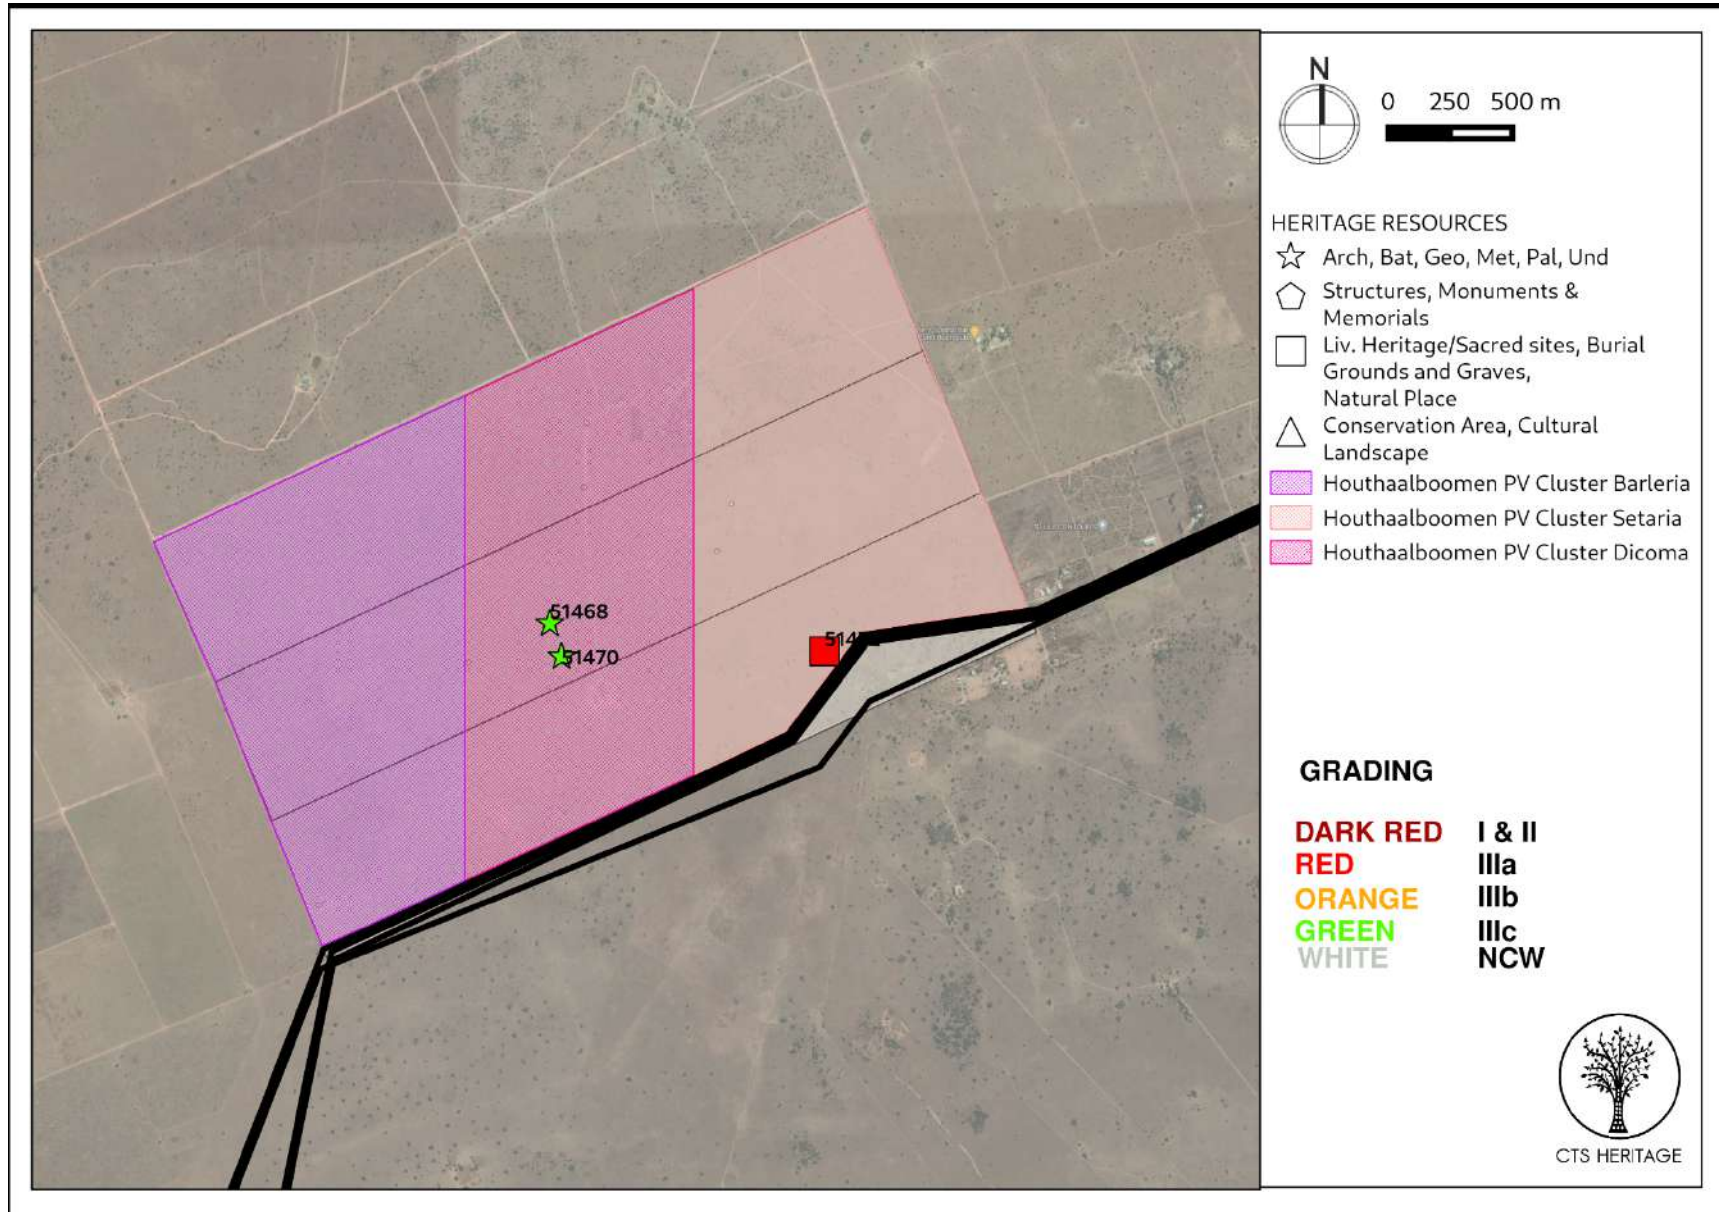 N
0 250 500 m
HERITAGE RESOURCES
Arch, Bat, Geo, Met, Pal, Und
Structures, Monuments &
Memorials
Liv. Heritage/Sacred sites, Burial
Grounds and Graves,
Natural Place
Conservation Area, Cultural
Landscape
Houthaalboomen PV Cluster Barleria
Houthaalboomen PV Cluster Setaria
Houthaalboomen PV Cluster Dicoma
51468
51470
GRADING
DARK RED I & II
RED IIIa
ORANGE IIIb
GREEN IIIc
WHITE NCW
CTS HERITAGE